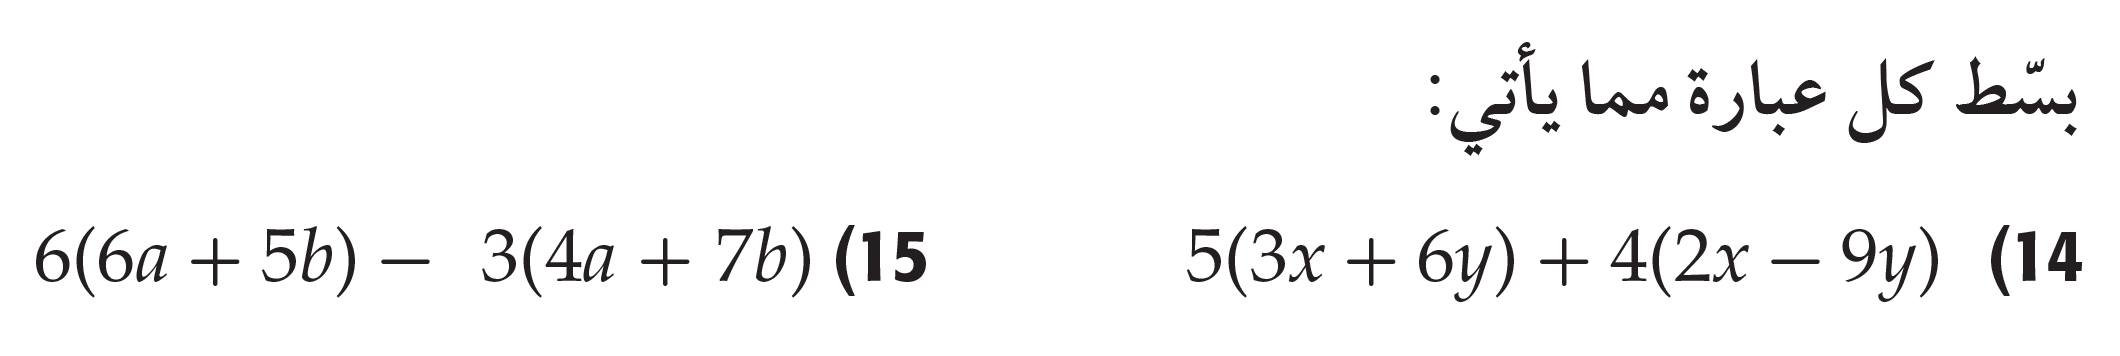 بسّط كل عبارة مما يأتي:
14) 5(3x + 6y) + 4(2x − 9y)
15) 6(6a + 5b) − 3(4a + 7b)